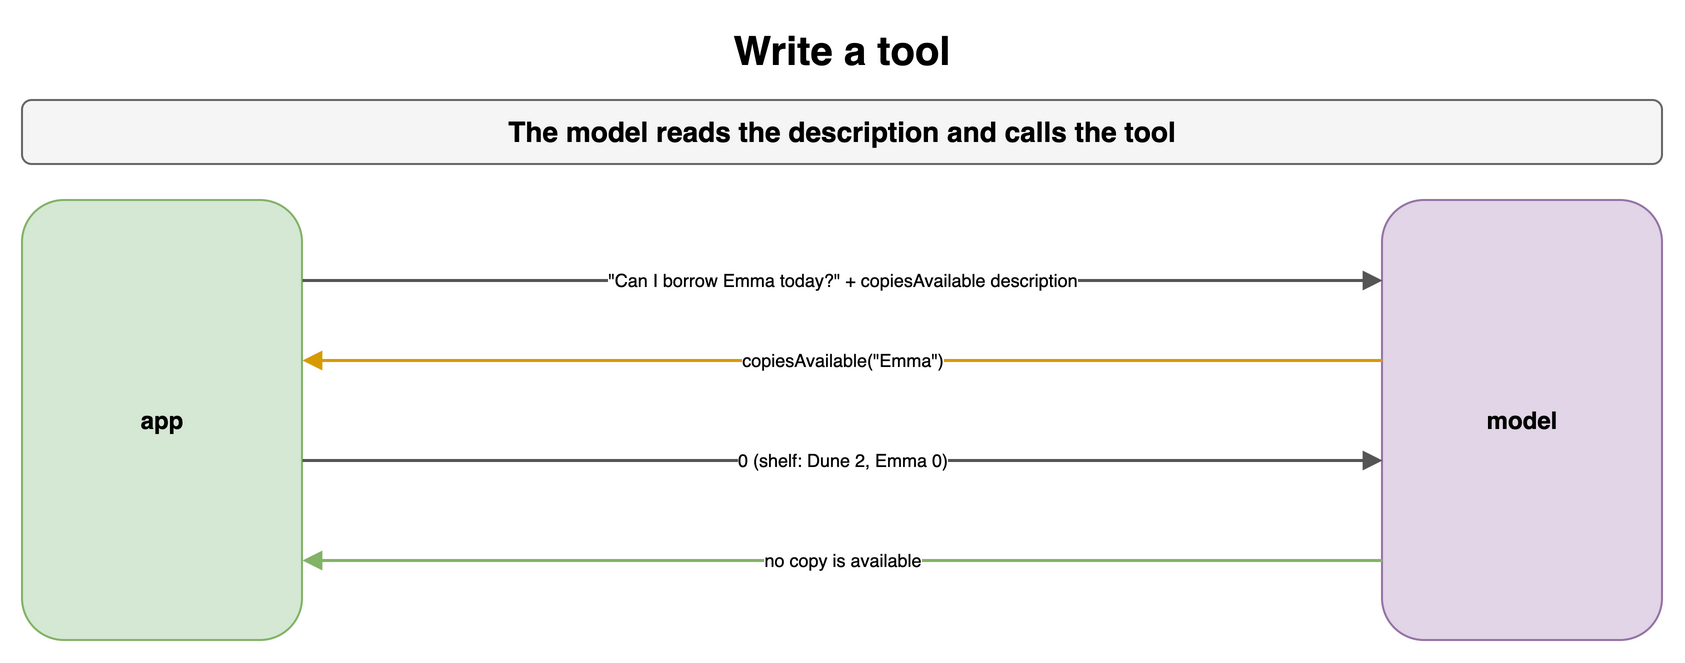 Write a tool
The model reads the description and calls the tool
"Can I borrow Emma today?" + copiesAvailable description
copiesAvailable("Emma")
app
model
0 (shelf: Dune 2, Emma 0)
no copy is available